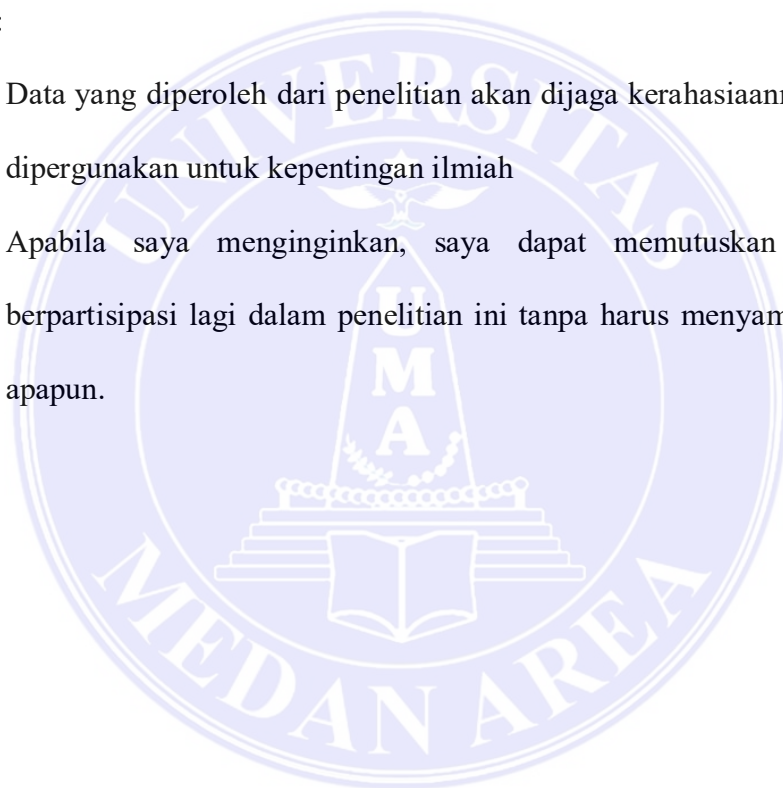 :
Data yang diperoleh dari penelitian akan dijaga
dipergunakan untuk kepentingan ilmiah
Apabila saya menginginkan, saya dapat memutuskan
berpartisipasi lagi dalam penelitian ini tanpa harus
apapun.
UNIVERSITAS
UMA
MEDAN AREA